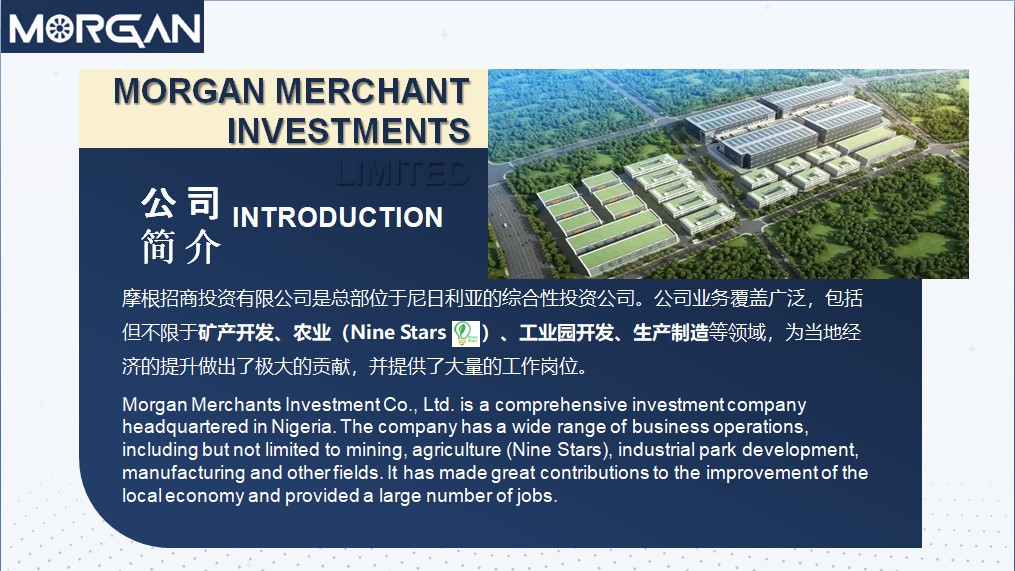 MORGAN
MORGAN MERCHANT
INVESTMENTS
LIMITED
公司
简介
INTRODUCTION
摩根招商投资有限公司是总部位于尼日利亚的综合性投资公司。公司业务覆盖广泛，包括
但不限于矿产开发、农业（Nine Stars ）、工业园开发、生产制造等领域，为当地经
济的提升做出了极大的贡献，并提供了大量的工作岗位。
Morgan Merchants Investment Co., Ltd. is a comprehensive investment company
headquartered in Nigeria. The company has a wide range of business operations,
including but not limited to mining, agriculture (Nine Stars), industrial park development,
manufacturing and other fields. It has made great contributions to the improvement of the
local economy and provided a large number of jobs.